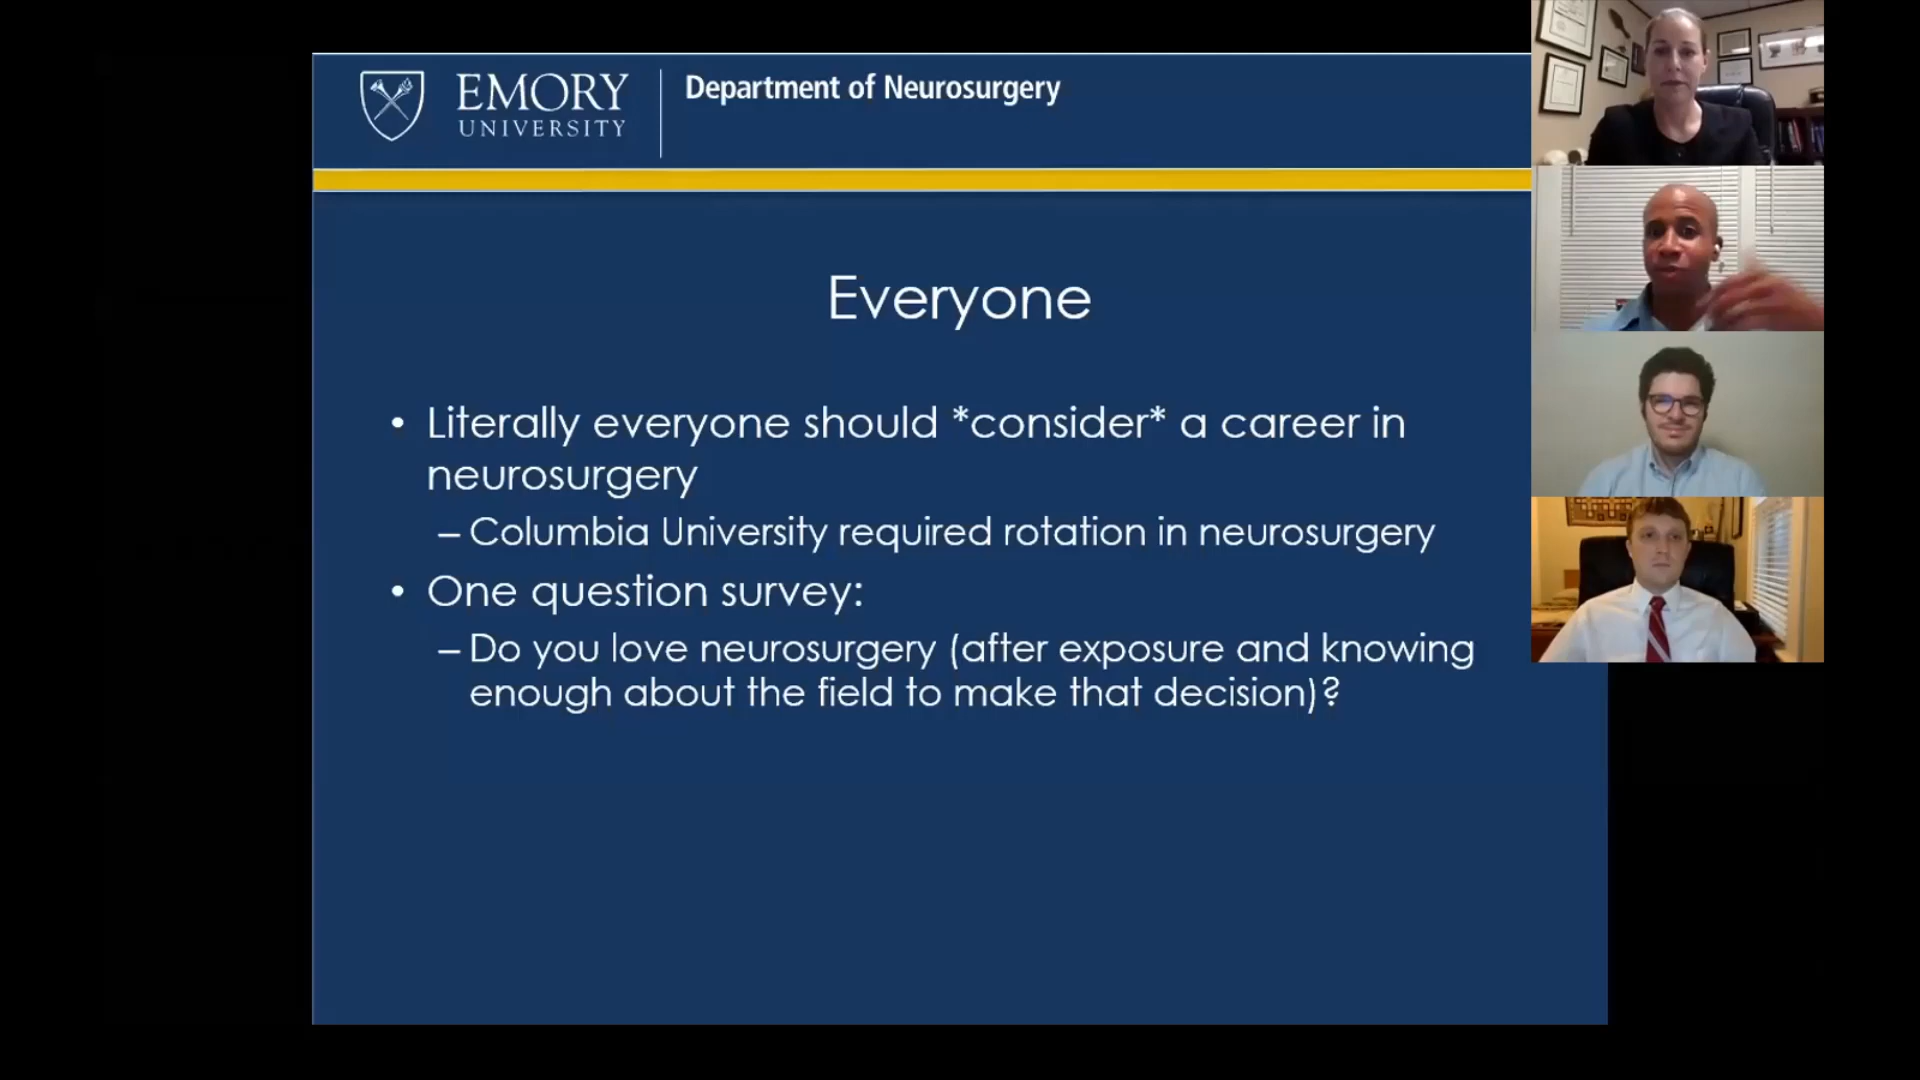 EMORY
UNIVERSITY
Department of Neurosurgery
Everyone
• Literally everyone should *consider* a career in
neurosurgery
– Columbia University required rotation in neurosurgery
• One question survey:
– Do you love neurosurgery (after exposure and knowing
enough about the field to make that decision)?